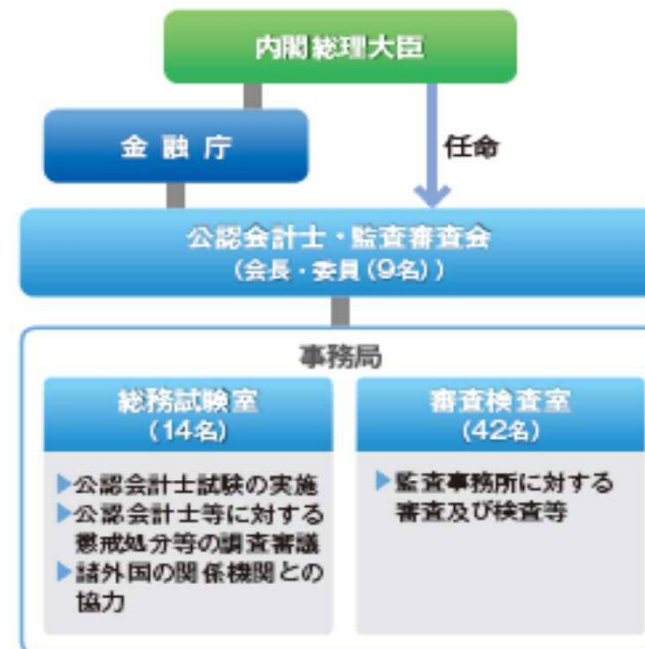 内閣総理大臣
金融庁
任命
公認会計士・監査審査会
(会長・委員(9名))
事務局
総務試験室
(14名)
▶公認会計士試験の実施
▶公認会計士等に対する
懲戒処分等の調査審議
▶諸外国の関係機関との
協力
審査検査室
(42名)
▶監査事務所に対する
審査及び検査等